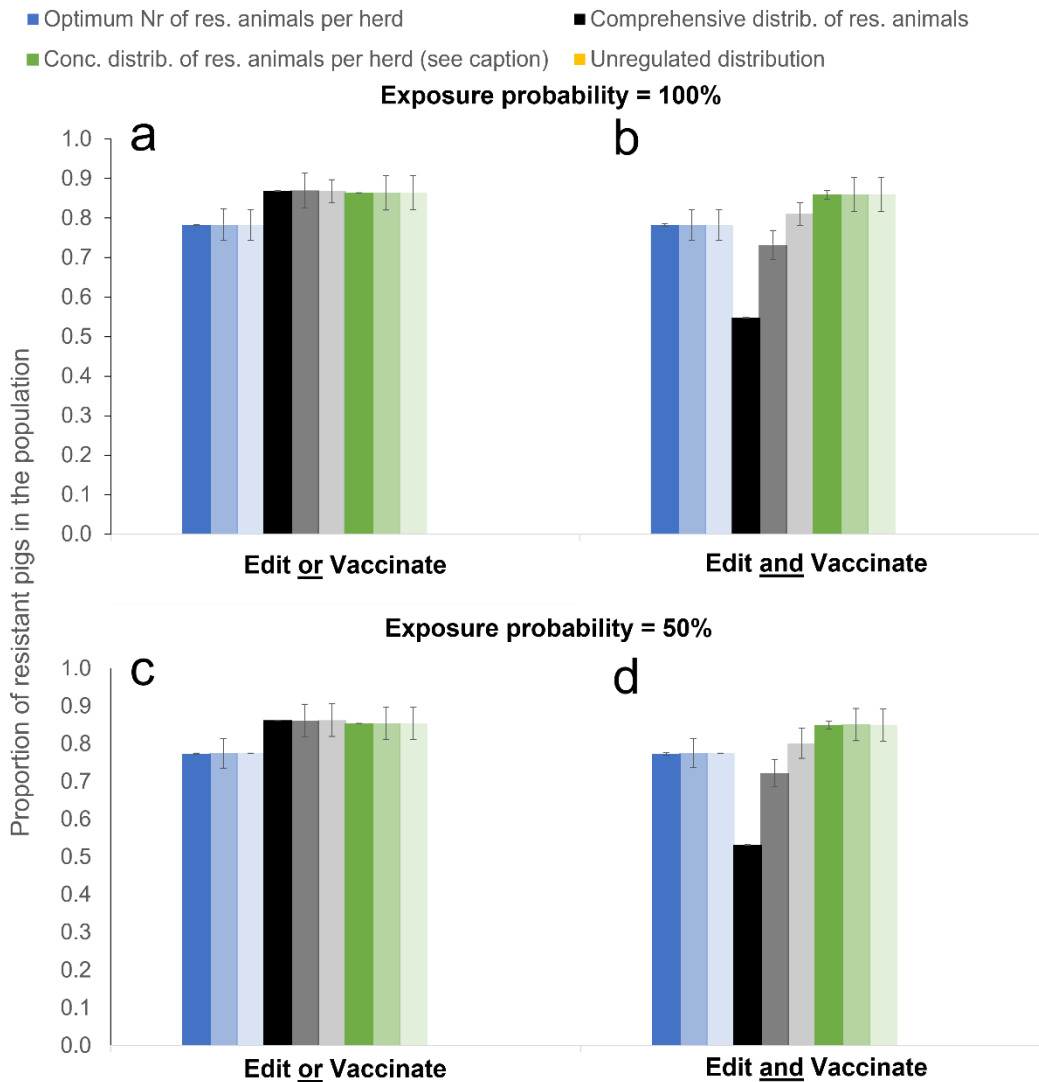 Optimum Nr of res. animals per herd
Comprehensive distrib. of res. animals
Conc. distrib. of res. animals per herd (see caption)
Unregulated distribution
Exposure probability = 100%
a
b
1.0
0.9
0.8
0.7
0.6
0.5
0.4
0.3
0.2
0.1
0.0
Edit or Vaccinate
Edit and Vaccinate
Proportion of resistant pigs in the population
Exposure probability = 50%
c
d
1.0
0.9
0.8
0.7
0.6
0.5
0.4
0.3
0.2
0.1
0.0
Edit or Vaccinate
Edit and Vaccinate